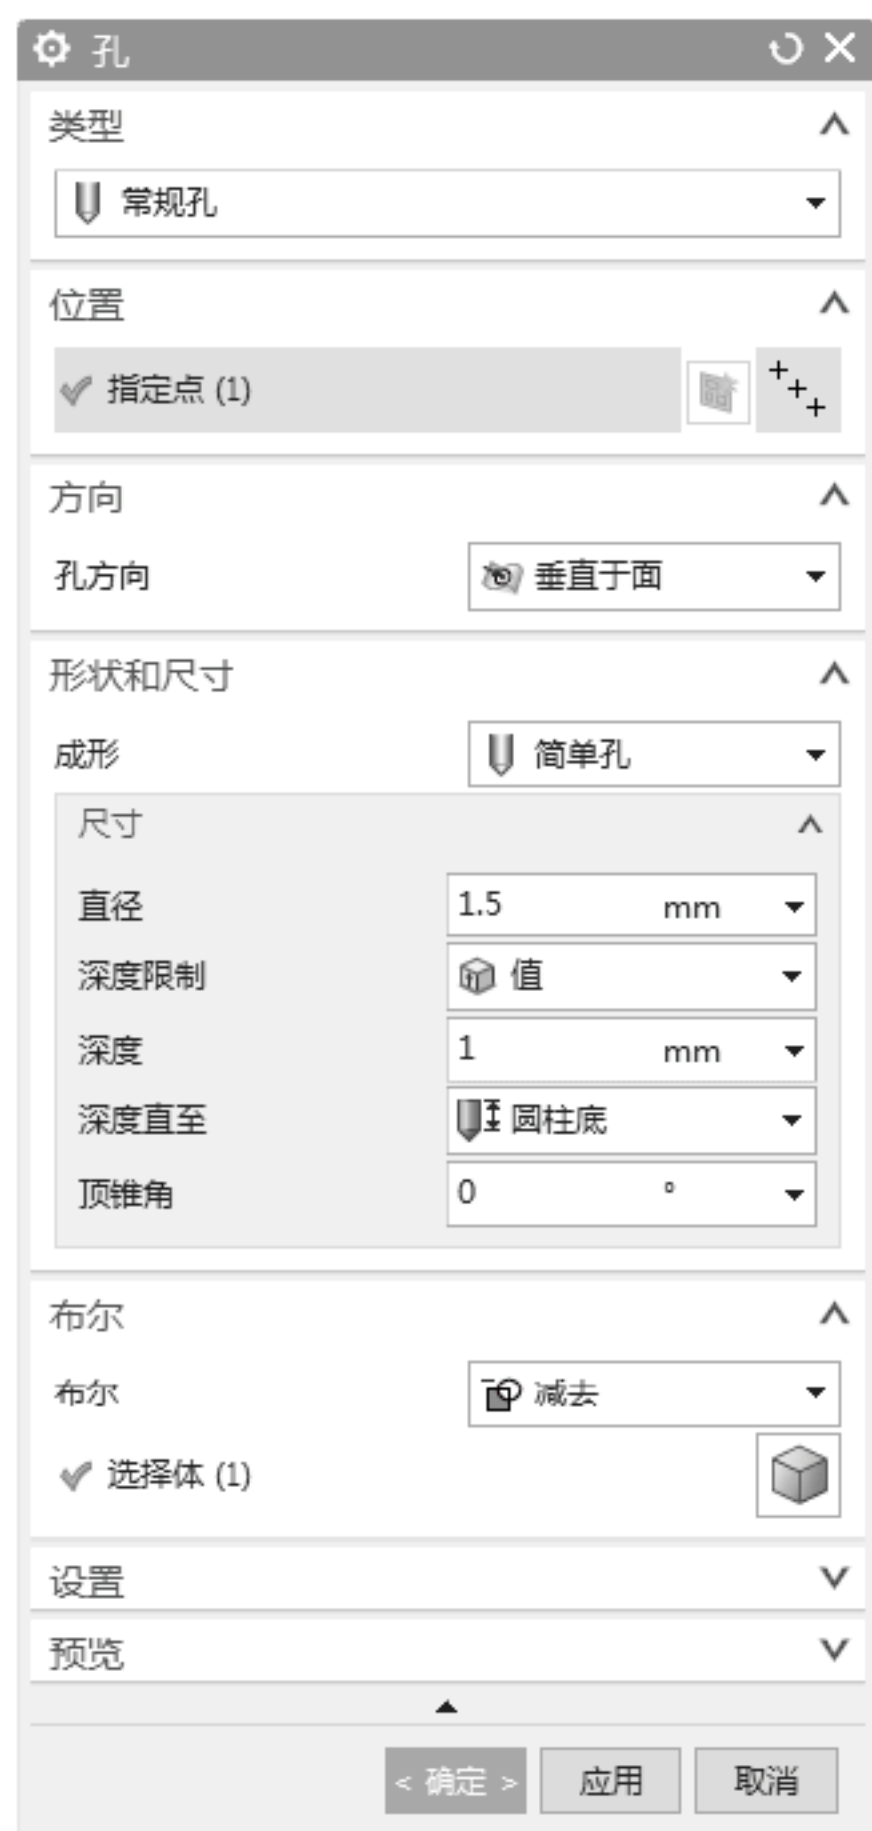 孔
类型
常规孔
位置
指定点 (1)
方向
孔方向 垂直于面
形状和尺寸
成形 简单孔
尺寸
直径 1.5 mm
深度限制 值
深度 1 mm
深度直至 圆柱底
顶锥角 0 °
布尔
布尔 减去
选择体 (1)
设置
预览
< 确定 > 应用 取消